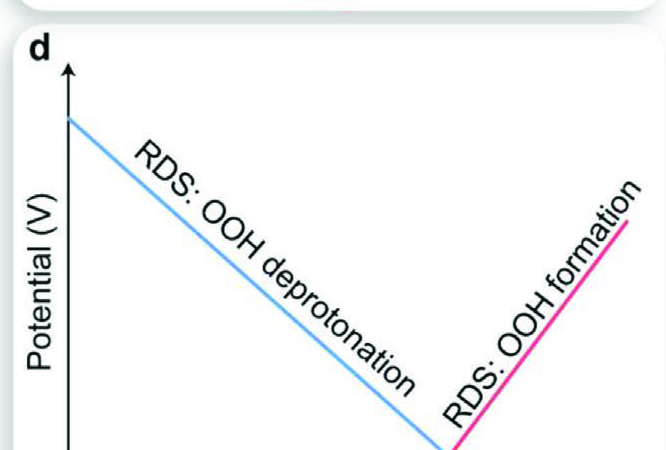 d
Potential (V)
RDS: OOH deprotonation
RDS: OOH formation